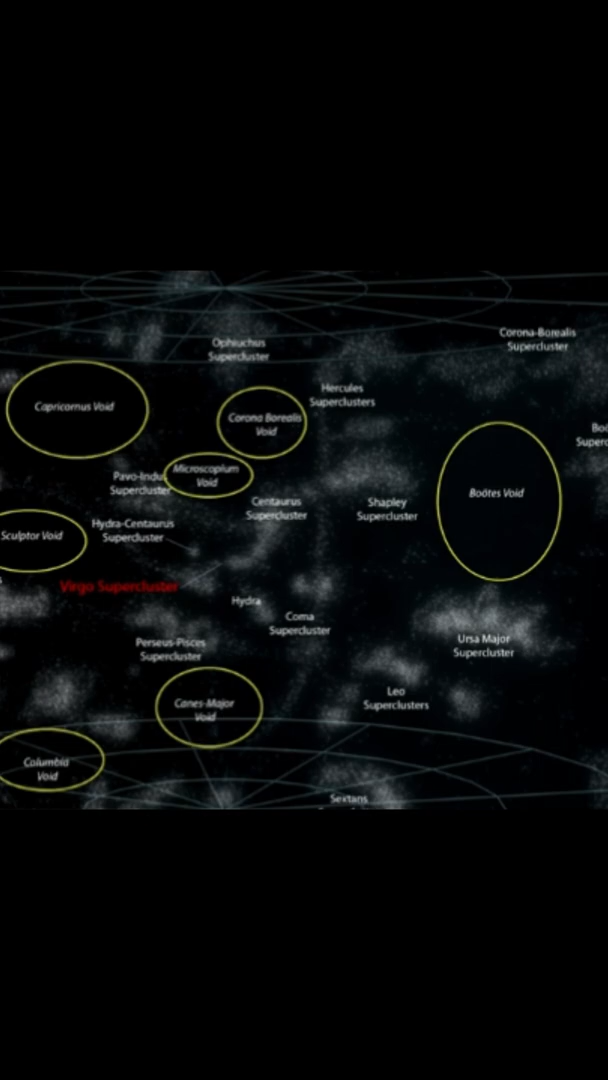 Ophiuchus
Supercluster
Corona-Borealis
Supercluster
Hercules
Superclusters
Capricornus Void
Corona Borealis
Void
Microscopium
Void
Pavo-Indus
Supercluster
Centaurus
Supercluster
Shapley
Supercluster
Boötes Void
Sculptor Void
Hydra-Centaurus
Supercluster
Virgo Supercluster
Hydra
Coma
Supercluster
Perseus-Pisces
Supercluster
Ursa Major
Supercluster
Canes-Major
Void
Leo
Superclusters
Columbia
Void
Sextans